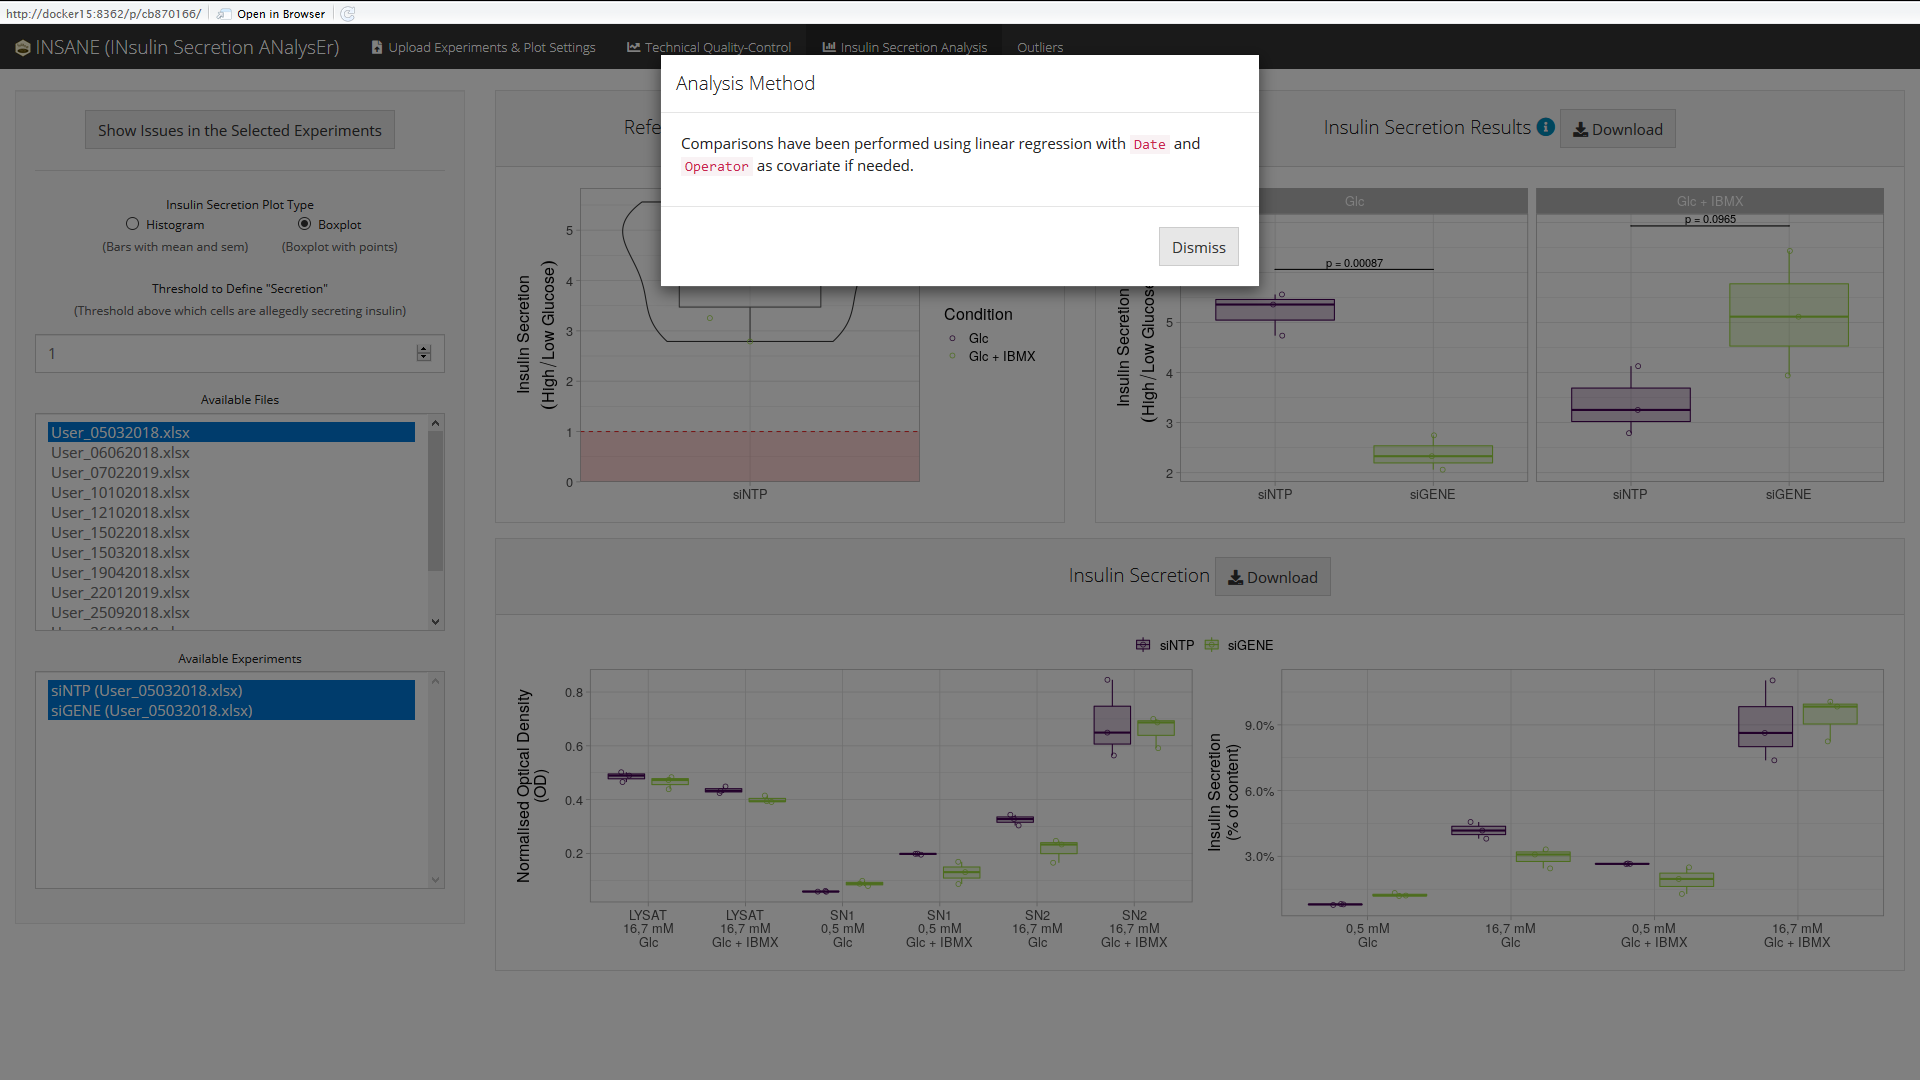 http://docker15:8362/p/cb870166/ Open in Browser
INSANE (INsulin Secretion ANalysEr) Upload Experiments & Plot Settings Technical Quality-Control Insulin Secretion Analysis Outliers
Analysis Method
Comparisons have been performed using linear regression with Date and
Operator as covariate if needed.
Dismiss
Show Issues in the Selected Experiments
Insulin Secretion Plot Type
Histogram Boxplot
(Bars with mean and sem) (Boxplot with points)
Threshold to Define "Secretion"
(Threshold above which cells are allegedly secreting insulin)
1
Available Files
User_05032018.xlsx
User_06062018.xlsx
User_07022019.xlsx
User_10102018.xlsx
User_12102018.xlsx
User_15022018.xlsx
User_15032018.xlsx
User_19042018.xlsx
User_22012019.xlsx
User_25092018.xlsx
Available Experiments
siNTP (User_05032018.xlsx)
siGENE (User_05032018.xlsx)
Refe
Insulin Secretion
(High/Low Glucose)
5
4
3
2
1
0
siNTP
Condition
Glc
Glc + IBMX
Insulin Secretion Results Download
Insulin Secretion
(High/Low Glucose
Glc Glc + IBMX
p = 0.0965
p = 0.00087
5
4
3
2
siNTP siGENE siNTP siGENE
Insulin Secretion Download
siNTP siGENE
Normalised Optical Density
(OD)
0.8
0.6
0.4
0.2
LYSAT LYSAT SN1 SN1 SN2 SN2
16,7 mM 16,7 mM 0,5 mM 0,5 mM 16,7 mM 16,7 mM
Glc Glc + IBMX Glc Glc + IBMX Glc Glc + IBMX
Insulin Secretion
(% of content)
9.0%
6.0%
3.0%
0,5 mM 16,7 mM 0,5 mM 16,7 mM
Glc Glc Glc + IBMX Glc + IBMX